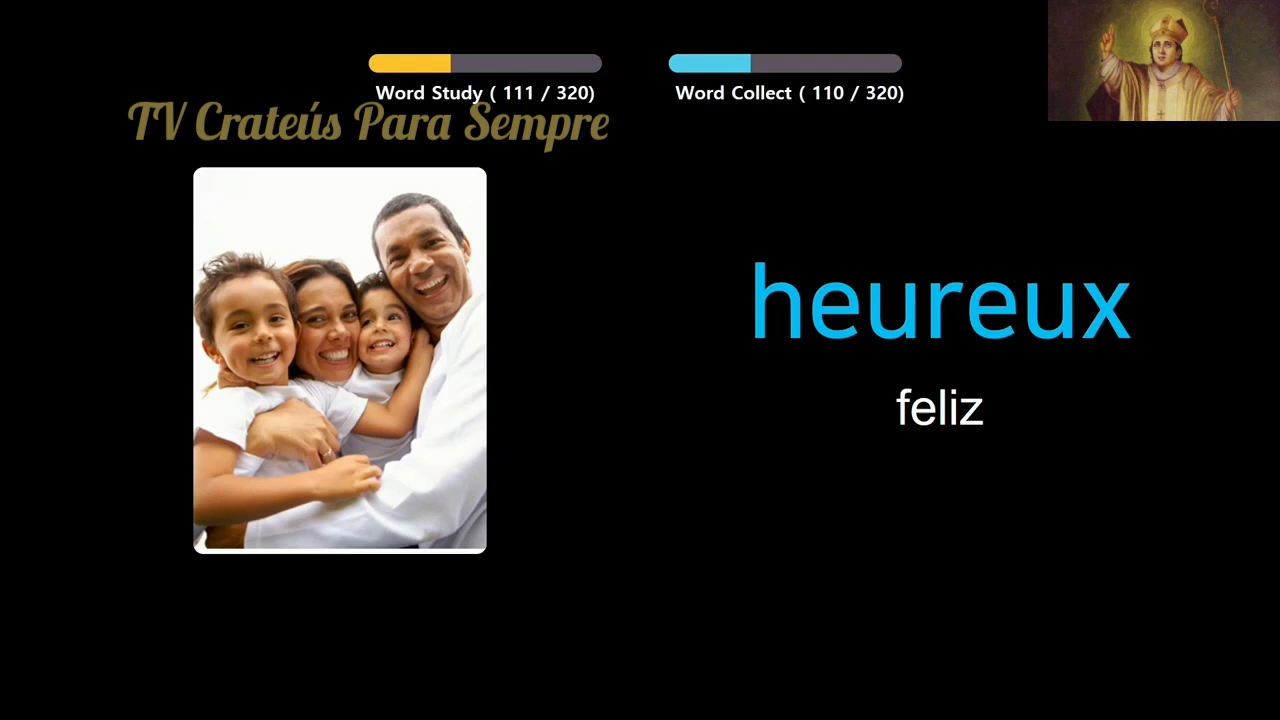 Word Study ( 111 / 320)
Word Collect ( 110 / 320)
TV Crateús Para Sempre
heureux
feliz